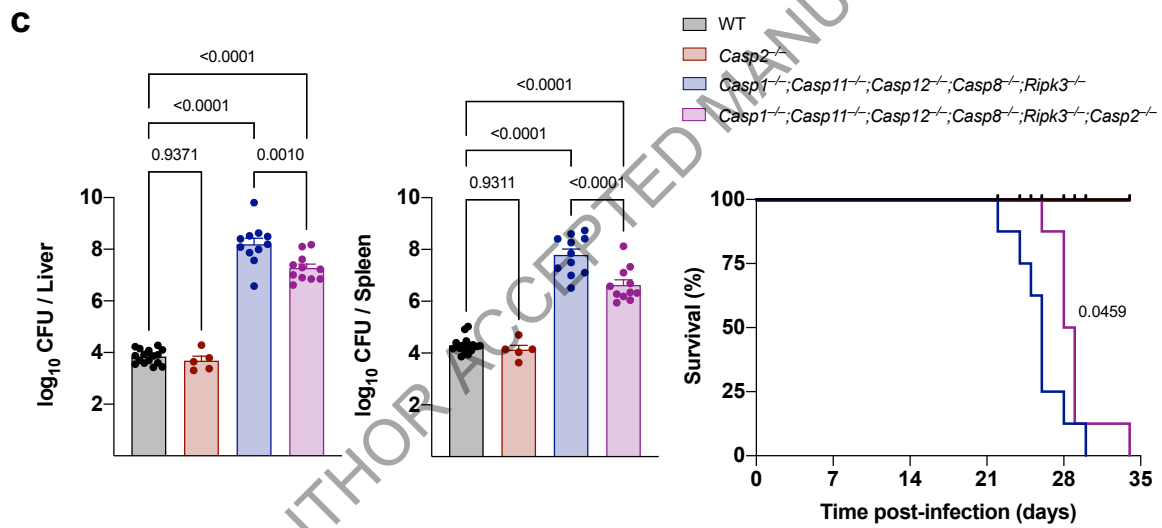 c
WT
Casp2⁻/⁻
Casp1⁻/⁻;Casp11⁻/⁻;Casp12⁻/⁻;Casp8⁻/⁻;Ripk3⁻/⁻
Casp1⁻/⁻;Casp11⁻/⁻;Casp12⁻/⁻;Casp8⁻/⁻;Ripk3⁻/⁻;Casp2⁻/⁻
<0.0001
<0.0001
0.9371
0.0010
10
8
6
4
2
log₁₀ CFU / Liver
<0.0001
<0.0001
0.9311
<0.0001
10
8
6
4
2
log₁₀ CFU / Spleen
100
75
50
25
0
Survival (%)
0.0459
0 7 14 21 28 35
Time post-infection (days)
THOR ACCEPTED MANU